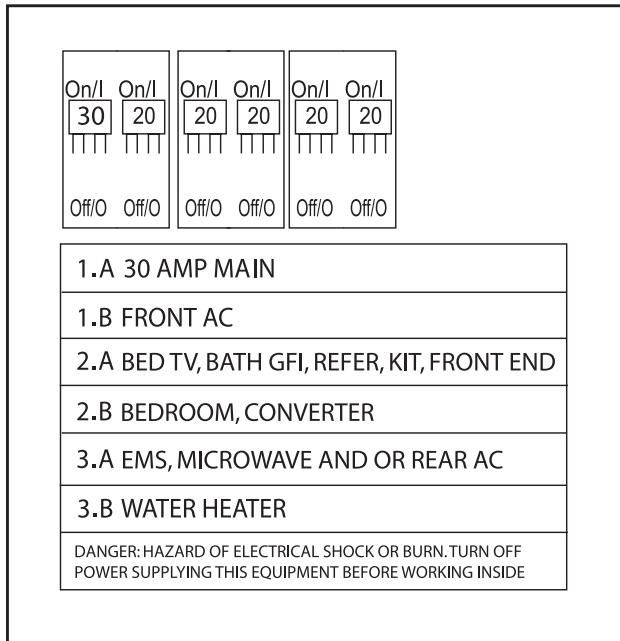 On/I On/I On/I On/I On/I On/I
30 20 20 20 20 20
Off/O Off/O Off/O Off/O Off/O Off/O
1.A 30 AMP MAIN
1.B FRONT AC
2.A BED TV, BATH GFI, REFER, KIT, FRONT END
2.B BEDROOM, CONVERTER
3.A EMS, MICROWAVE AND OR REAR AC
3.B WATER HEATER
DANGER: HAZARD OF ELECTRICAL SHOCK OR BURN. TURN OFF
POWER SUPPLYING THIS EQUIPMENT BEFORE WORKING INSIDE